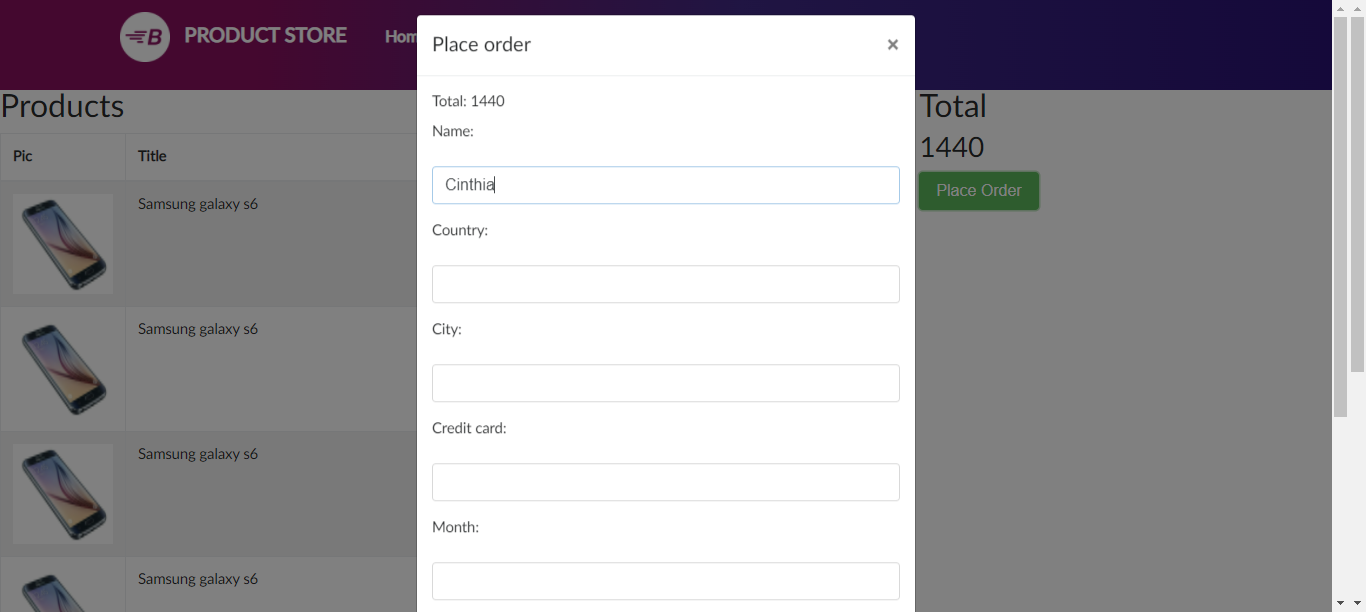 PRODUCT STORE
Hom
Place order
×
Total: 1440
Name:
Cinthia
Country:
City:
Credit card:
Month:
Products
Pic
Title
Samsung galaxy s6
Samsung galaxy s6
Samsung galaxy s6
Samsung galaxy s6
Total
1440
Place Order